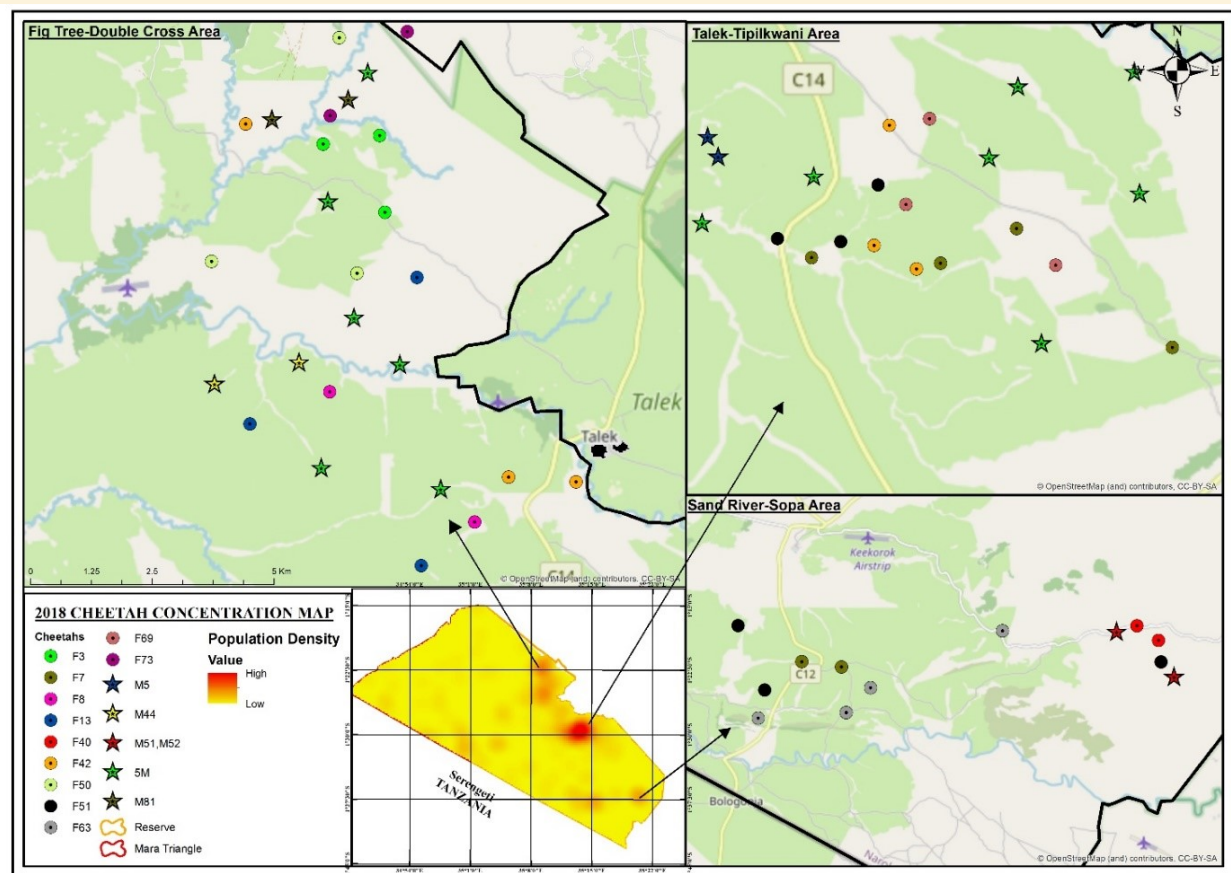 Fig Tree-Double Cross Area
Talek
Talek
C14
0 1.25 2.5 5 Km
© OpenStreetMap (and) contributors, CC-BY-SA
Talek-Tipilkwani Area
N
E
S
C14
© OpenStreetMap (and) contributors, CC-BY-SA
Sand River-Sopa Area
Keekorok
Airstrip
C12
Bologonja
© OpenStreetMap (and) contributors, CC-BY-SA
2018 CHEETAH CONCENTRATION MAP
Cheetahs
F3
F7
F8
F13
F40
F42
F50
F51
F63
F69
F73
M5
M44
M51,M52
5M
M81
Reserve
Mara Triangle
Population Density
Value
High
Low
Serengeti
TANZANIA